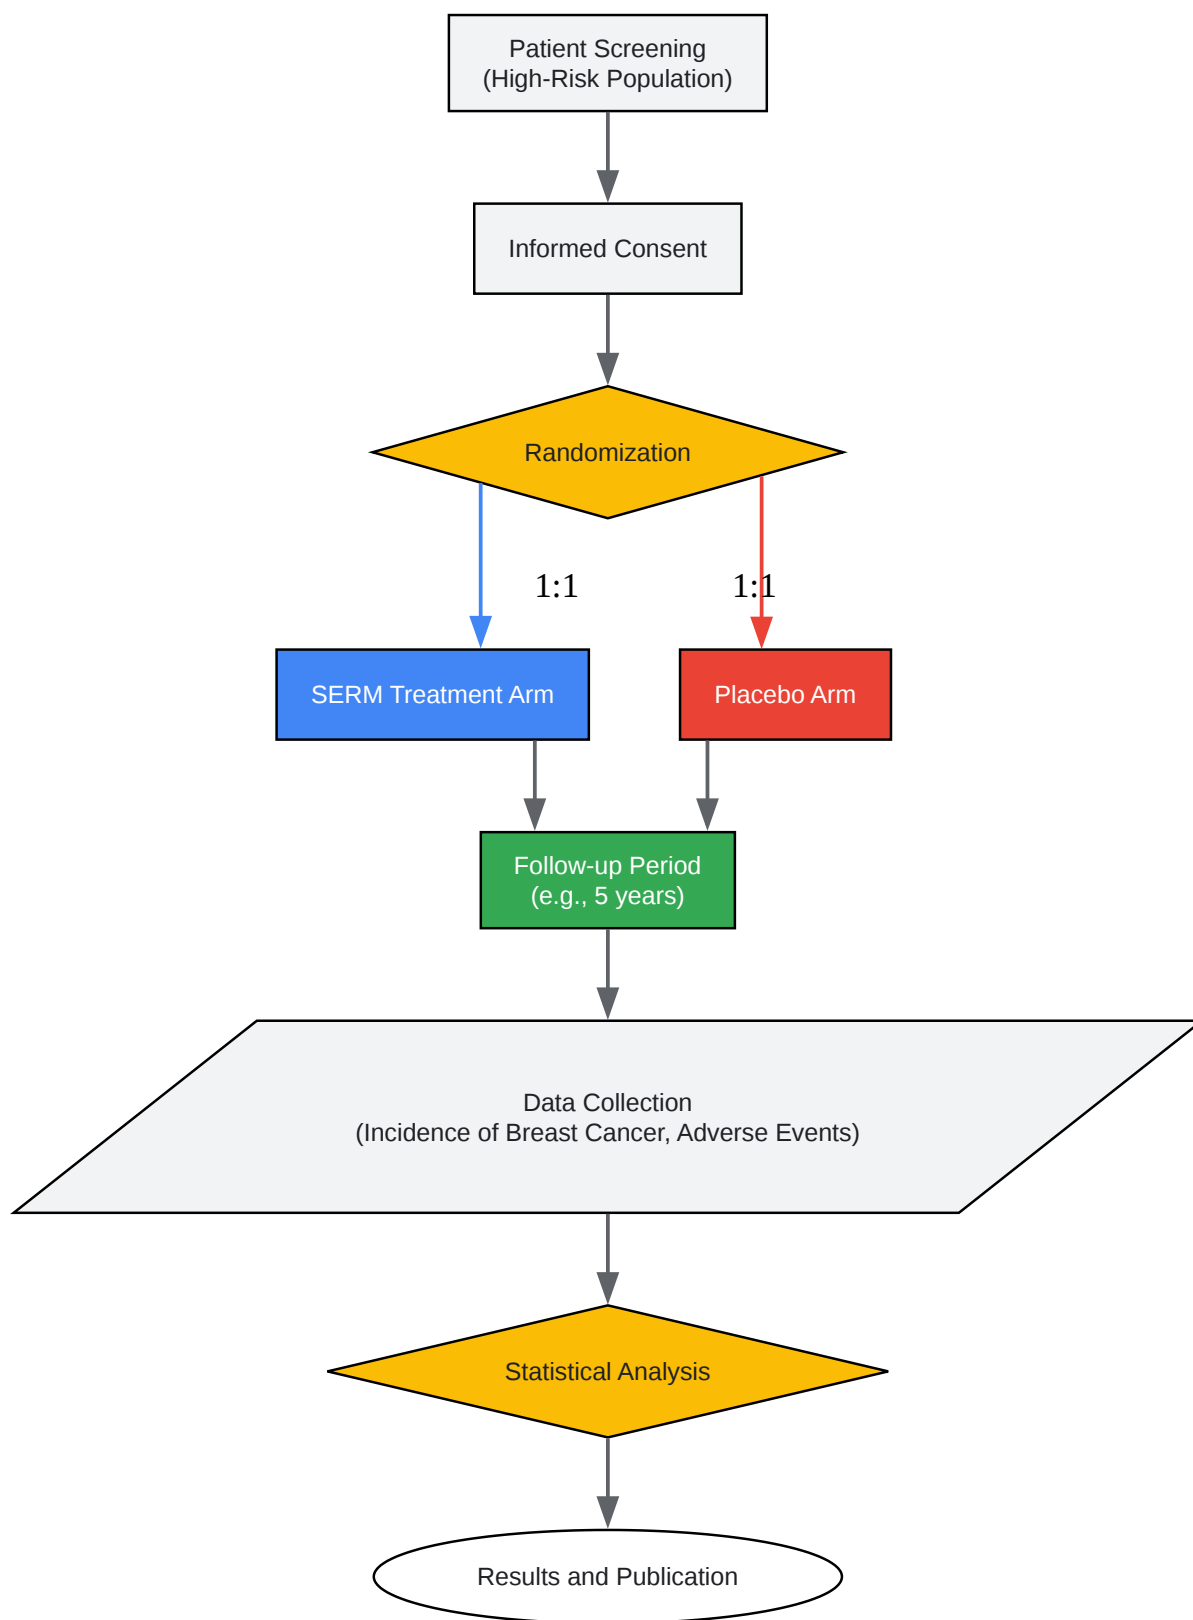 Patient Screening
(High-Risk Population)
Informed Consent
Randomization
1:1
1:1
SERM Treatment Arm
Placebo Arm
Follow-up Period
(e.g., 5 years)
Data Collection
(Incidence of Breast Cancer, Adverse Events)
Statistical Analysis
Results and Publication